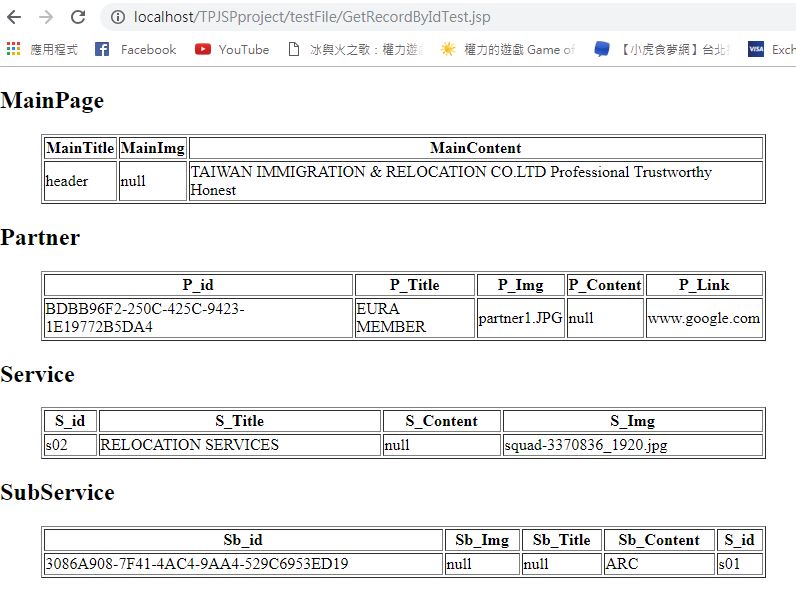 localhost/TPJSPproject/testFile/GetRecordByIdTest.jsp
應用程式 Facebook YouTube 冰與火之歌：權力遊 權力的遊戲 Game of 【小虎食夢網】台北 VISA Exch
MainPage
MainTitle MainImg MainContent
header null TAIWAN IMMIGRATION & RELOCATION CO.LTD Professional Trustworthy
Honest
Partner
P_id P_Title P_Img P_Content P_Link
BDBB96F2-250C-425C-9423-
1E19772B5DA4 EURA
MEMBER partner1.JPG null www.google.com
Service
S_id S_Title S_Content S_Img
s02 RELOCATION SERVICES null squad-3370836_1920.jpg
SubService
Sb_id Sb_Img Sb_Title Sb_Content S_id
3086A908-7F41-4AC4-9AA4-529C6953ED19 null null ARC s01